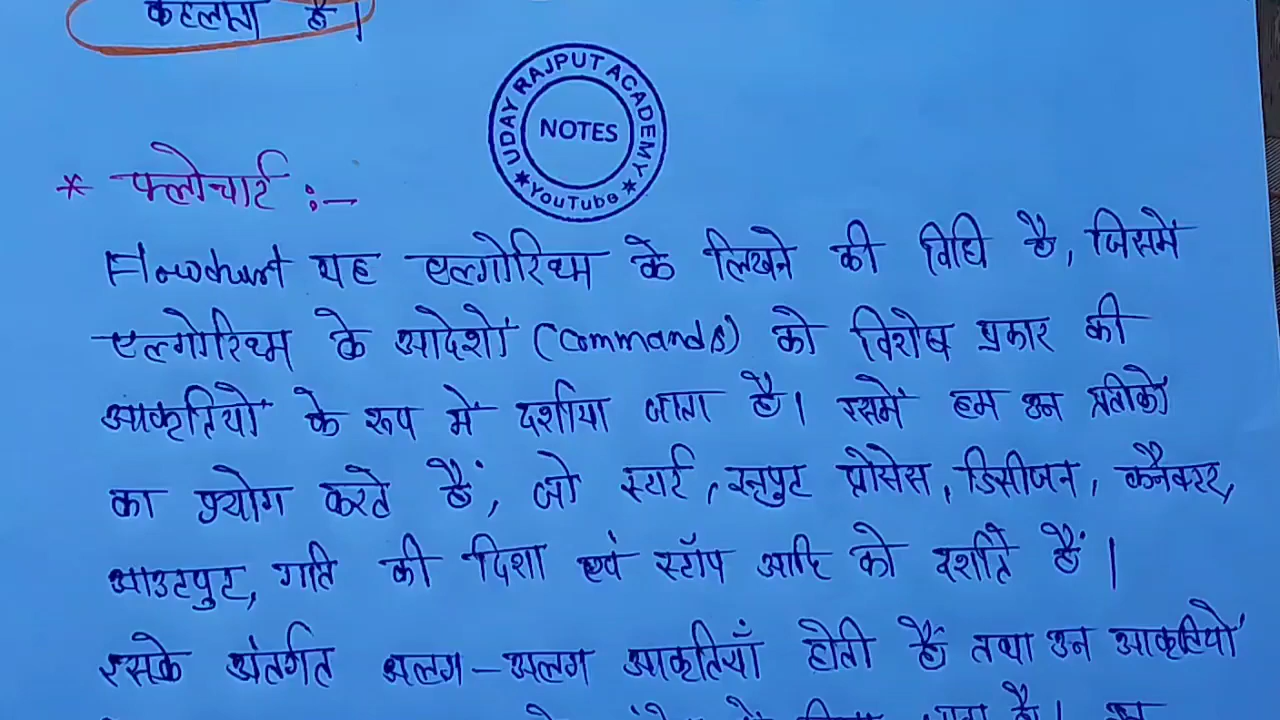 कहलाता है।
UDAY RAJPUT ACADEMY
NOTES
YouTube
* फ्लोचार्ट :-
Flowchart यह एल्गोरिथ्म के लिखने की विधि है, जिसमें
एल्गोरिथ्म के आदेशों (Commands) को विशेष प्रकार की
आकृतियों के रूप में दर्शाया जाता है। इसमें हम उन प्रतीकों
का प्रयोग करते हैं, जो स्टार्ट, इनपुट प्रोसेस, डिसीजन, कनैक्टर,
आउटपुट, गति की दिशा एवं स्टॉप आदि को दर्शाते हैं।
इसके अंतर्गत अलग-अलग आकृतियाँ होती हैं तथा उन आकृतियों